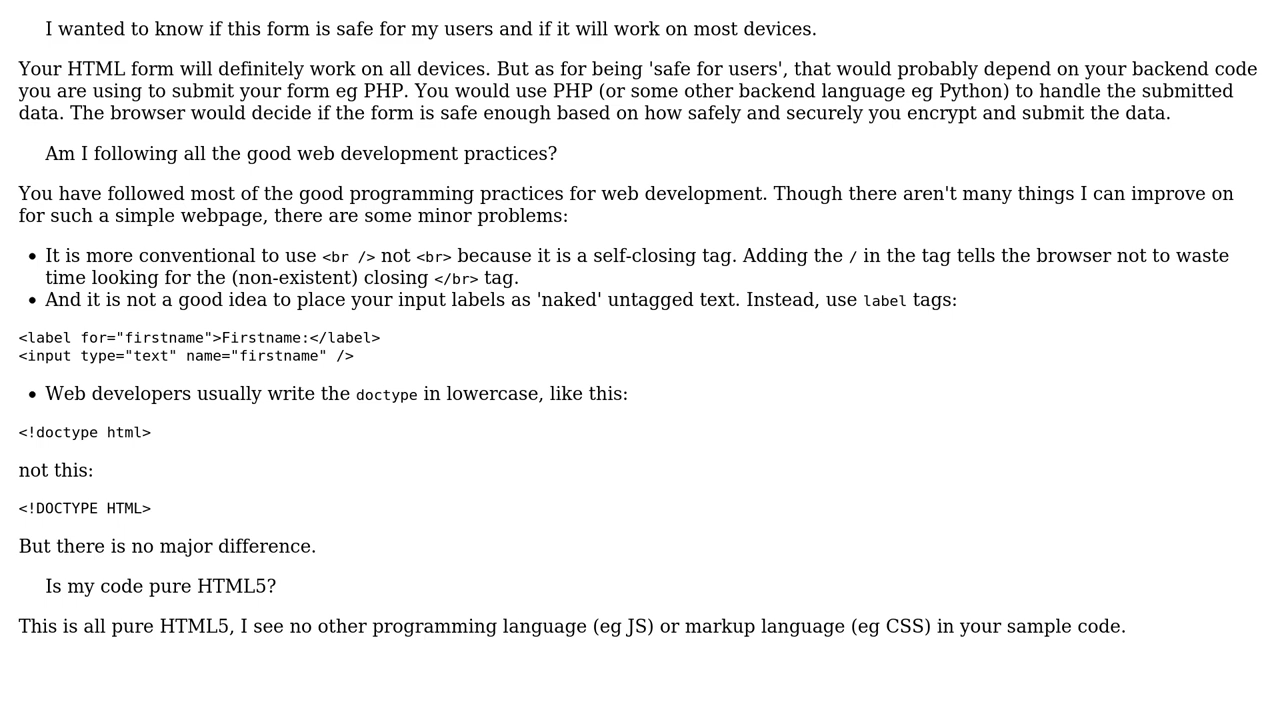 I wanted to know if this form is safe for my users and if it will work on most devices.
Your HTML form will definitely work on all devices. But as for being 'safe for users', that would probably depend on your backend code
you are using to submit your form eg PHP. You would use PHP (or some other backend language eg Python) to handle the submitted
data. The browser would decide if the form is safe enough based on how safely and securely you encrypt and submit the data.
Am I following all the good web development practices?
You have followed most of the good programming practices for web development. Though there aren't many things I can improve on
for such a simple webpage, there are some minor problems:
• It is more conventional to use <br /> not <br> because it is a self-closing tag. Adding the / in the tag tells the browser not to waste
time looking for the (non-existent) closing </br> tag.
• And it is not a good idea to place your input labels as 'naked' untagged text. Instead, use label tags:
<label for="firstname">Firstname:</label>
<input type="text" name="firstname" />
• Web developers usually write the doctype in lowercase, like this:
<!doctype html>
not this:
<!DOCTYPE HTML>
But there is no major difference.
Is my code pure HTML5?
This is all pure HTML5, I see no other programming language (eg JS) or markup language (eg CSS) in your sample code.